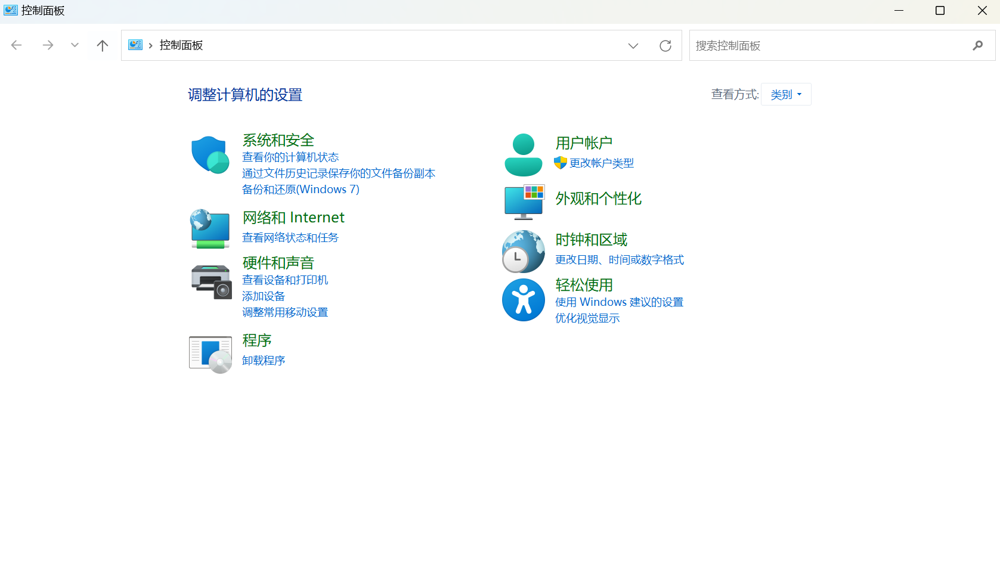 控制面板
控制面板
搜索控制面板
调整计算机的设置
查看方式: 类别
系统和安全
查看你的计算机状态
通过文件历史记录保存你的文件备份副本
备份和还原(Windows 7)
网络和 Internet
查看网络状态和任务
硬件和声音
查看设备和打印机
添加设备
调整常用移动设置
程序
卸载程序
用户帐户
更改帐户类型
外观和个性化
时钟和区域
更改日期、时间或数字格式
轻松使用
使用 Windows 建议的设置
优化视觉显示